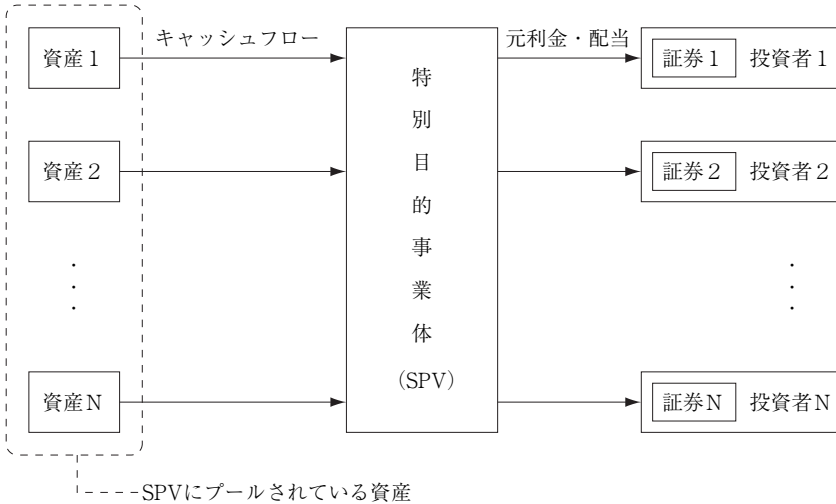 資産1
キャッシュフロー
特別目的事業体
(SPV)
元利金・配当
証券1 投資者1
資産2
証券2 投資者2
資産N
証券N 投資者N
SPVにプールされている資産